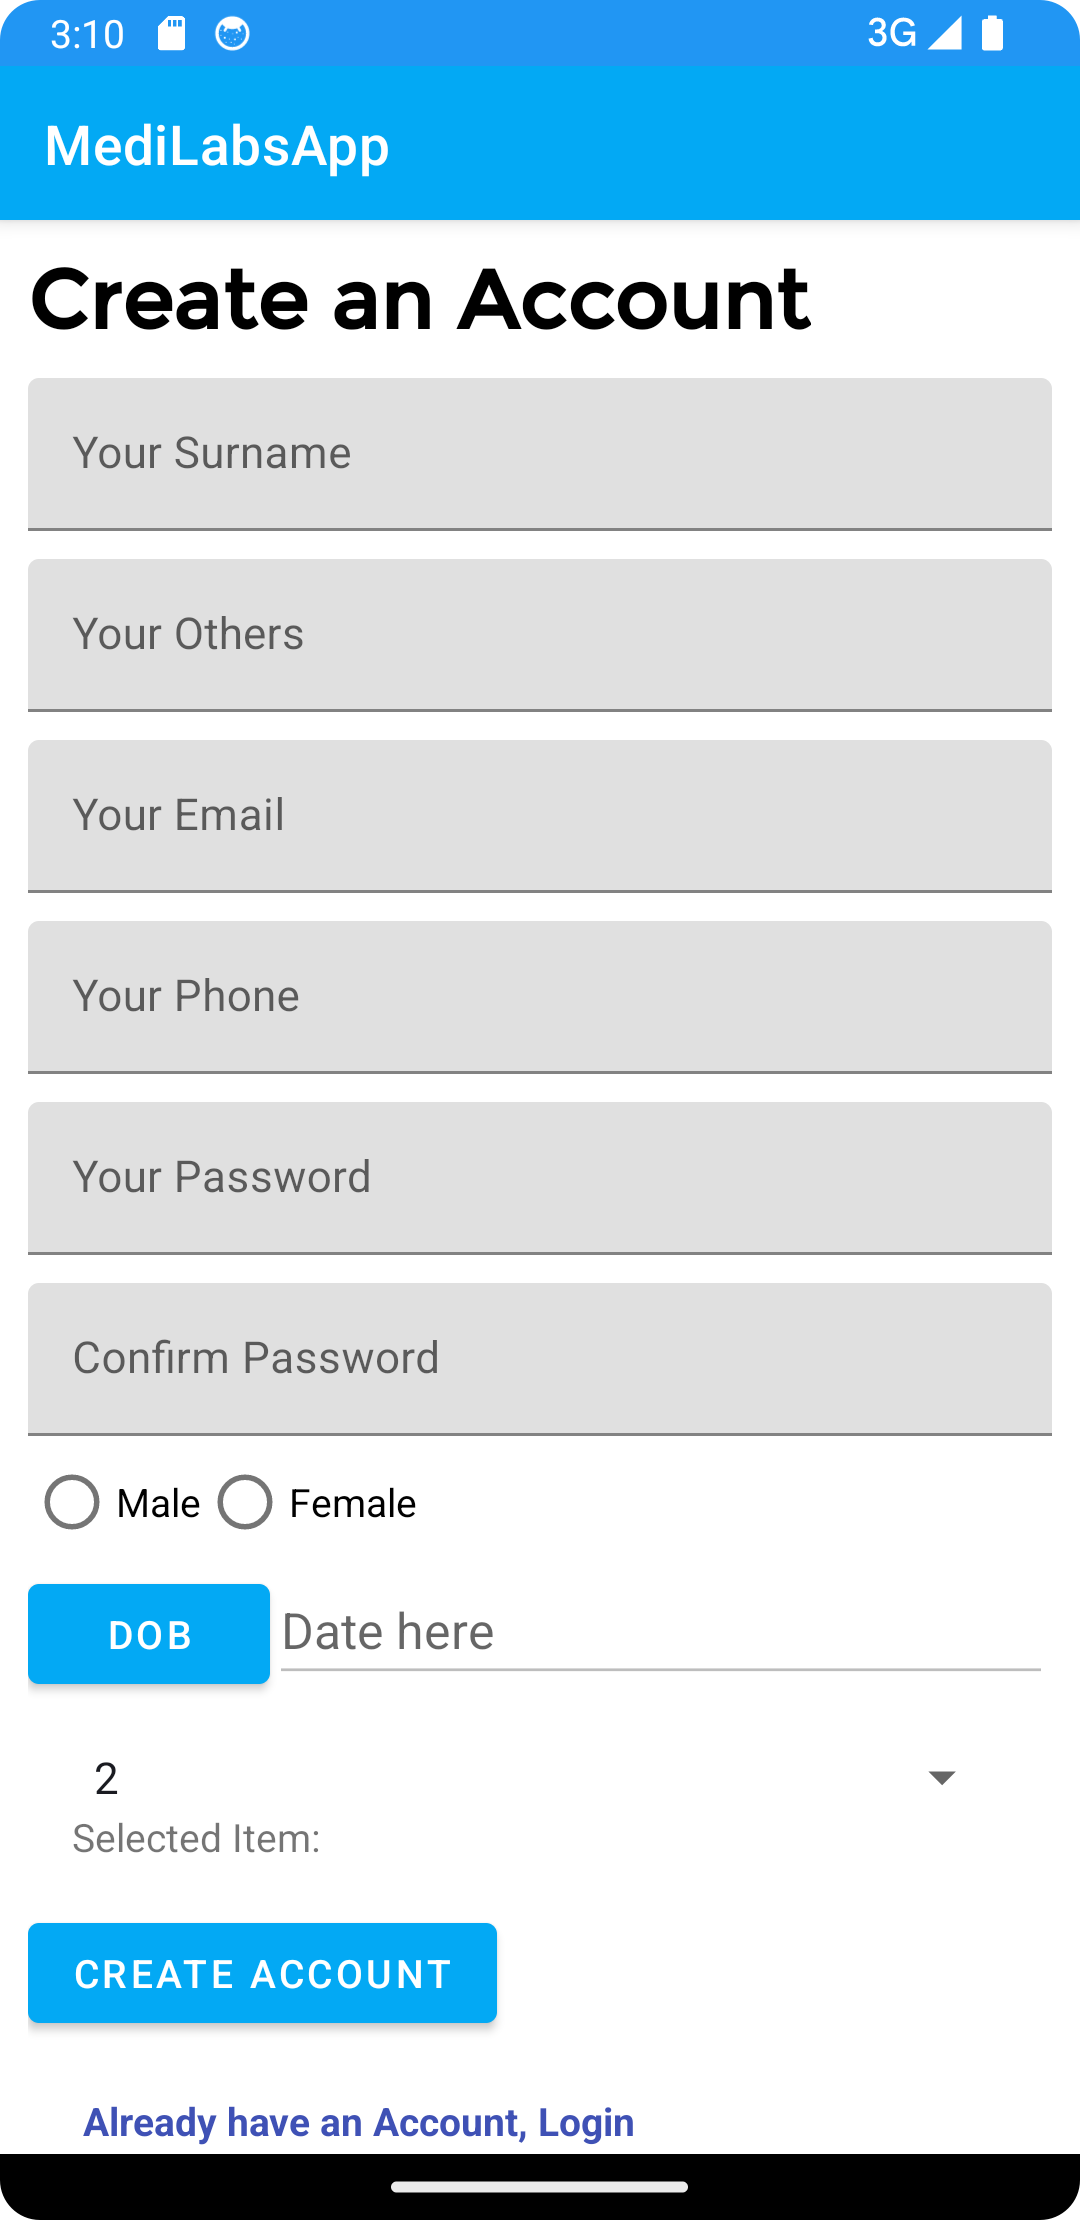 3:10 3G
MediLabsApp
Create an Account
Your Surname
Your Others
Your Email
Your Phone
Your Password
Confirm Password
Male Female
DOB Date here
2
Selected Item:
CREATE ACCOUNT
Already have an Account, Login